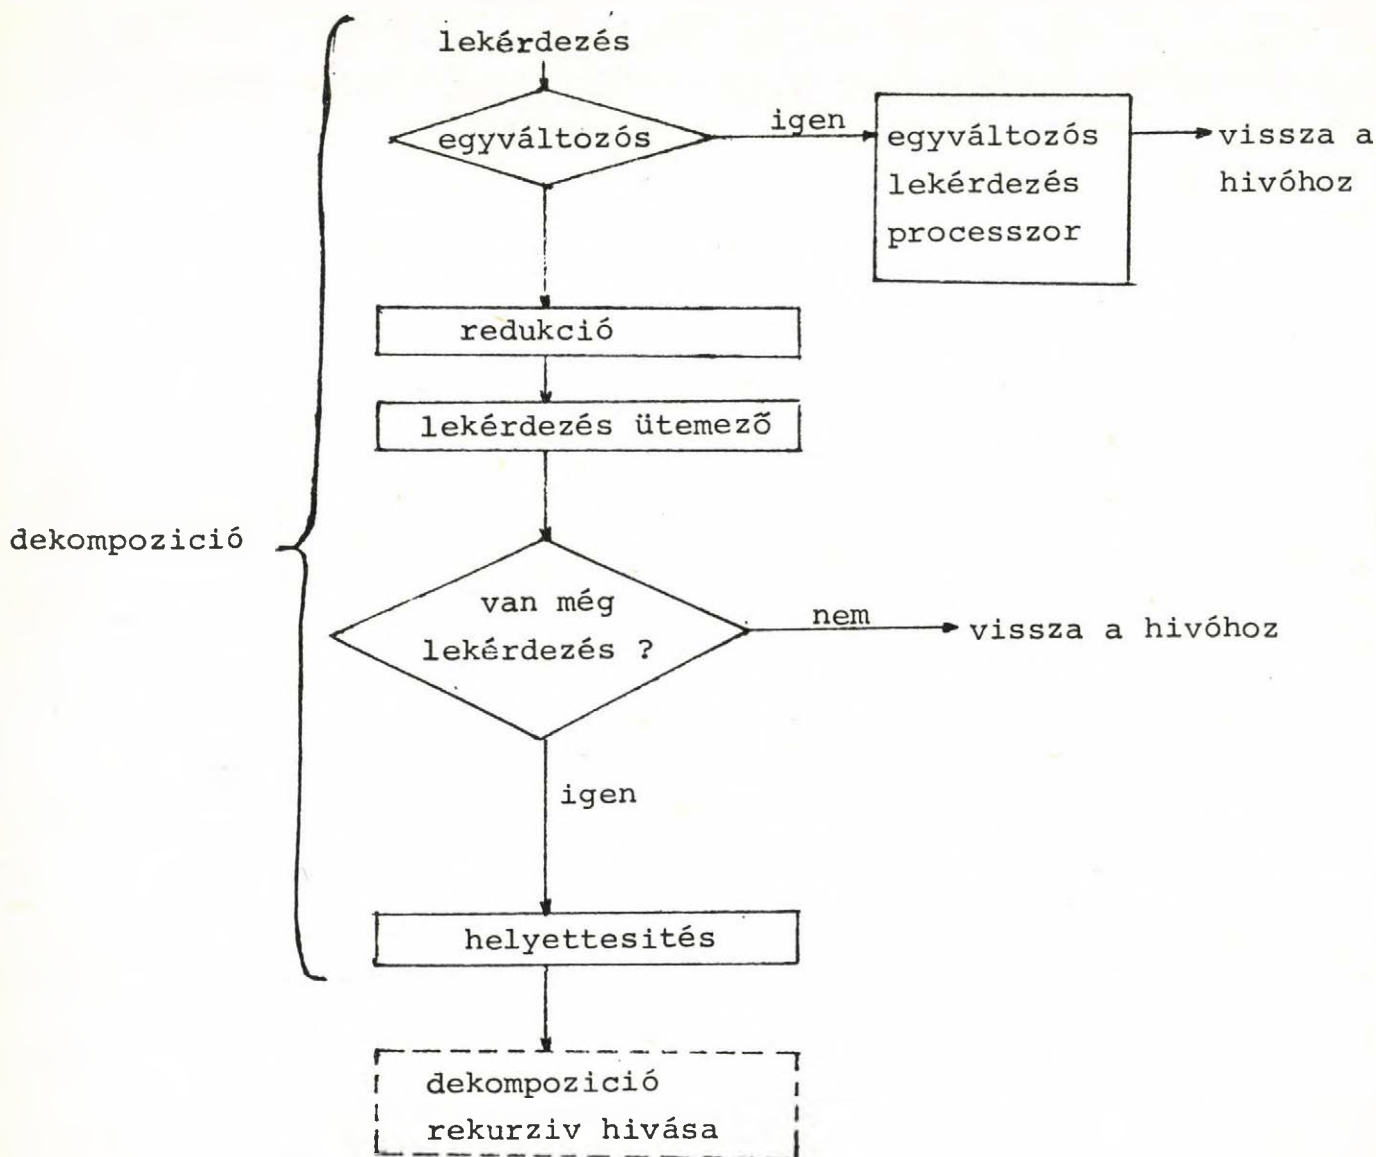 lekérdezés
egyváltozós
igen
egyváltozós
lekérdezés
processzor
vissza a
hivóhoz
redukció
lekérdezés ütemező
dekompozició
van még
lekérdezés ?
nem
vissza a hivóhoz
igen
helyettesités
dekompozició
rekurziv hivása